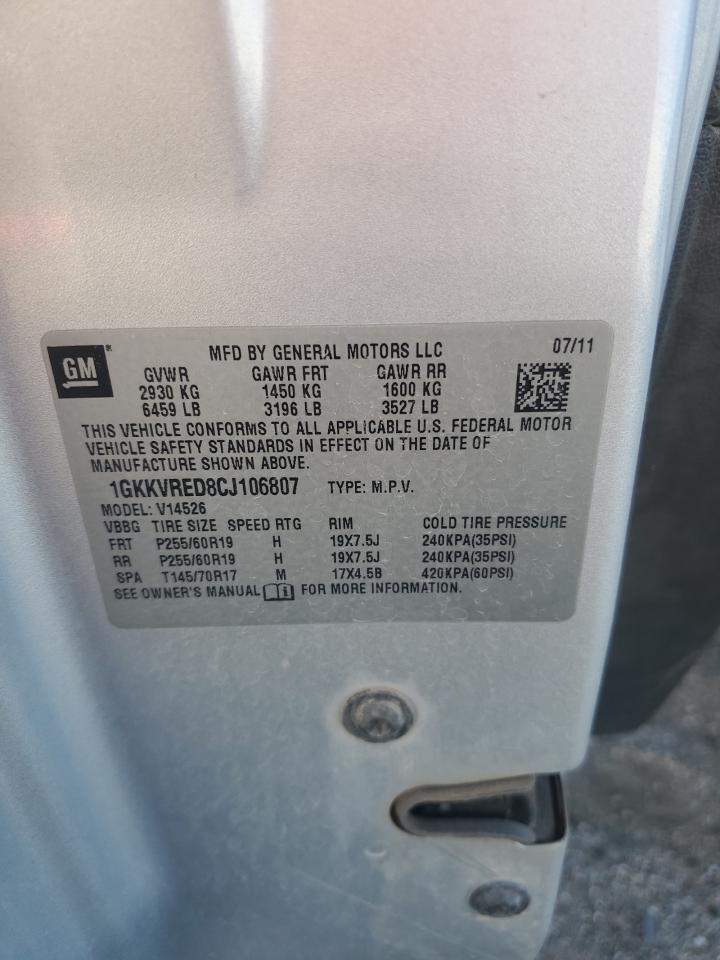 GM
MFD BY GENERAL MOTORS LLC 07/11
GVWR GAWR FRT GAWR RR
2930 KG 1450 KG 1600 KG
6459 LB 3196 LB 3527 LB
THIS VEHICLE CONFORMS TO ALL APPLICABLE U.S. FEDERAL MOTOR
VEHICLE SAFETY STANDARDS IN EFFECT ON THE DATE OF
MANUFACTURE SHOWN ABOVE.
1GKKVRED8CJ106807 TYPE: M.P.V.
MODEL: V14526
VBBG TIRE SIZE SPEED RTG RIM COLD TIRE PRESSURE
FRT P255/60R19 H 19X7.5J 240KPA(35PSI)
RR P255/60R19 H 19X7.5J 240KPA(35PSI)
SPA T145/70R17 M 17X4.5B 420KPA(60PSI)
SEE OWNER'S MANUAL i FOR MORE INFORMATION.